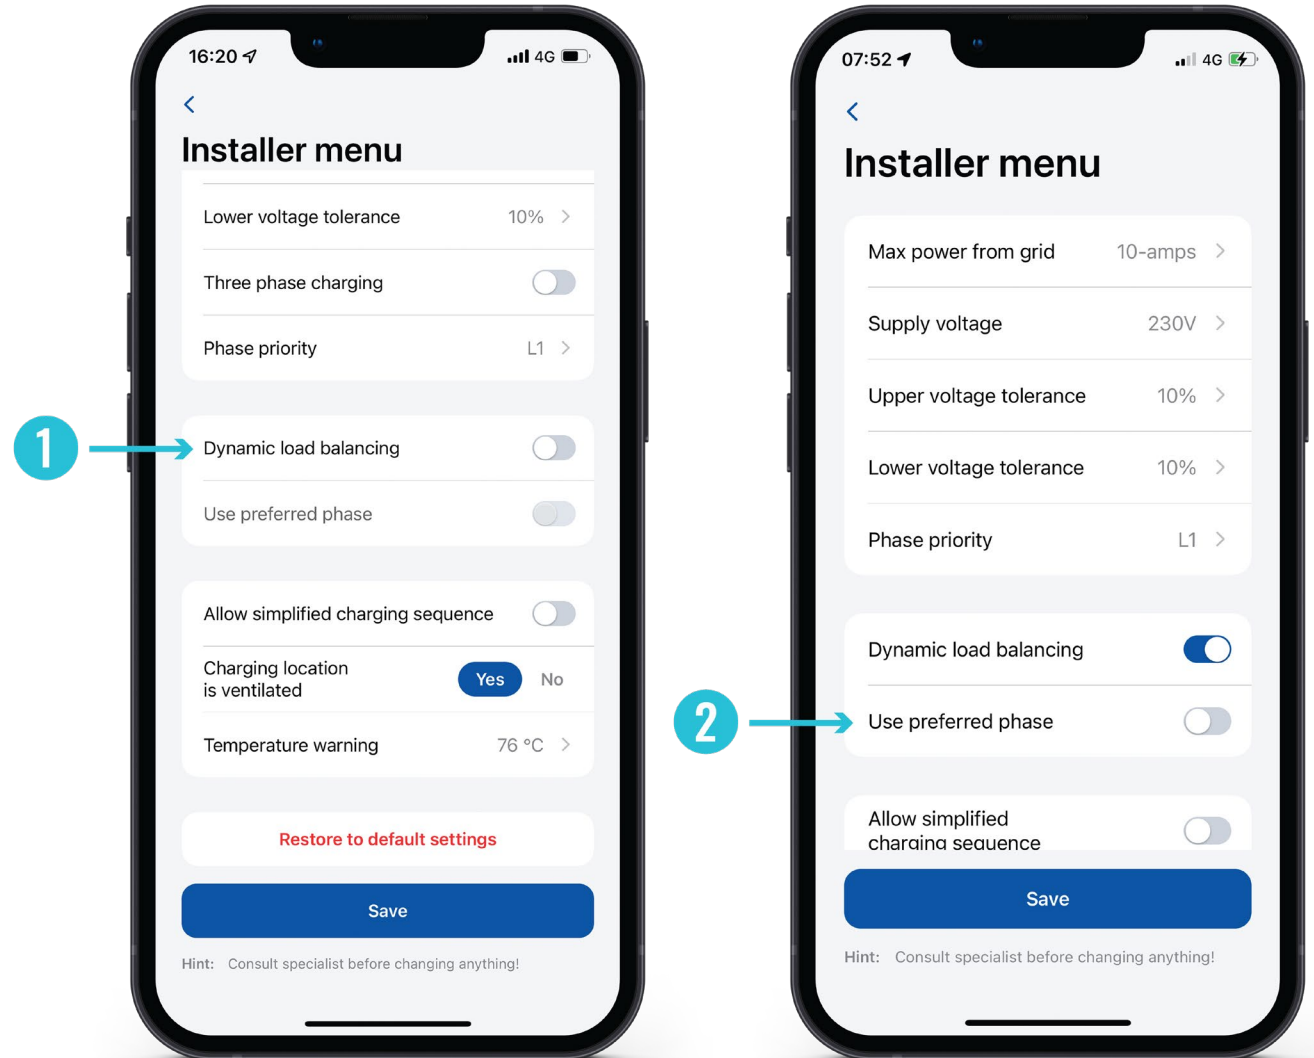 16:20
4G
Installer menu
Lower voltage tolerance 10%
Three phase charging
Phase priority L1
1
Dynamic load balancing
Use preferred phase
Allow simplified charging sequence
Charging location
is ventilated
Yes No
Temperature warning 76 °C
Restore to default settings
Save
Hint: Consult specialist before changing anything!
07:52
4G
Installer menu
Max power from grid 10-amps
Supply voltage 230V
Upper voltage tolerance 10%
Lower voltage tolerance 10%
Phase priority L1
Dynamic load balancing
2
Use preferred phase
Allow simplified
charging sequence
Save
Hint: Consult specialist before changing anything!